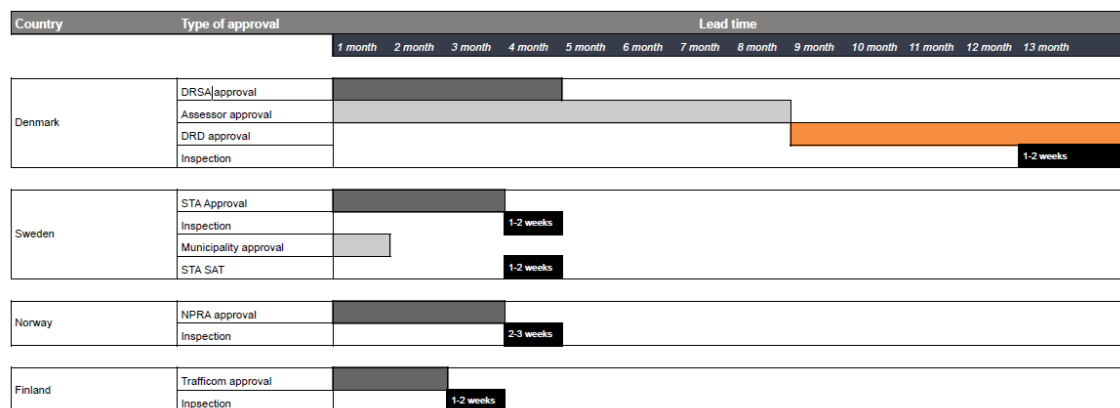 Country Type of approval Lead time
1 month 2 month 3 month 4 month 5 month 6 month 7 month 8 month 9 month 10 month 11 month 12 month 13 month
Denmark
DRSA approval
Assessor approval
DRD approval
Inspection 1-2 weeks
Sweden
STA Approval
Inspection 1-2 weeks
Municipality approval
STA SAT 1-2 weeks
Norway
NPRA approval
Inspection 2-3 weeks
Finland
Trafficom approval
Inpsection 1-2 weeks